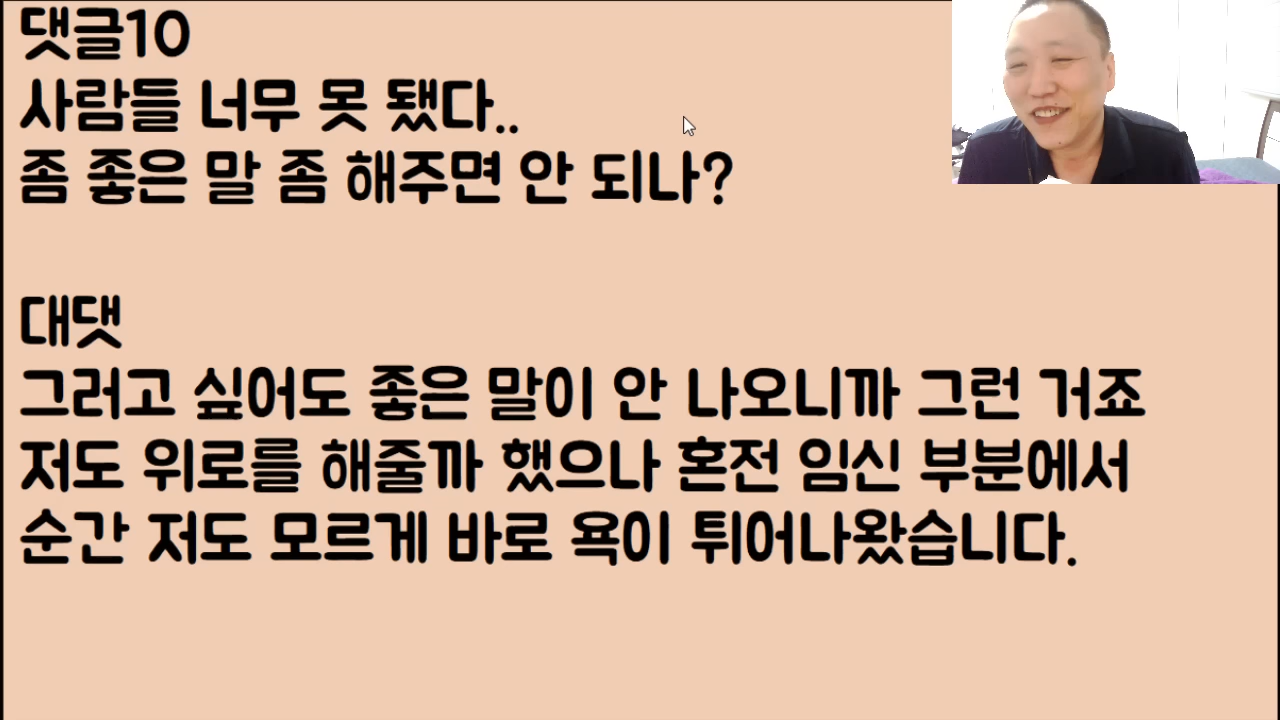 댓글10
사람들 너무 못 됐다..
좀 좋은 말 좀 해주면 안 되나?
대댓
그러고 싶어도 좋은 말이 안 나오니까 그런 거죠
저도 위로를 해줄까 했으나 혼전 임신 부분에서
순간 저도 모르게 바로 욕이 튀어나왔습니다.